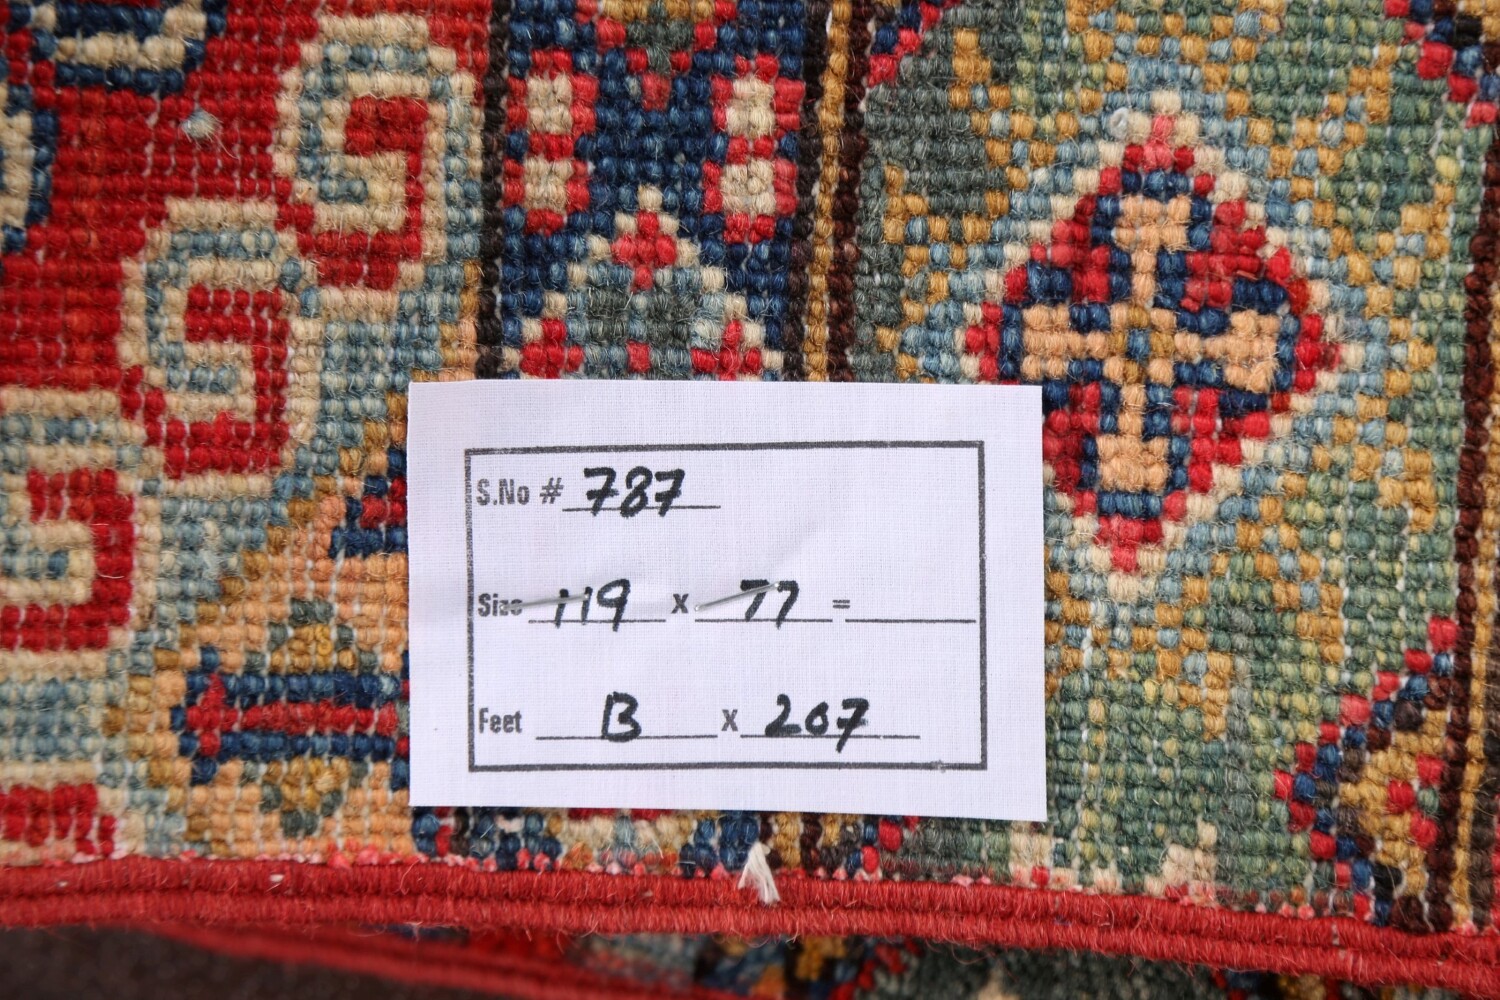 S.No # 787
Size 119 x 77 =
Feet B x 207